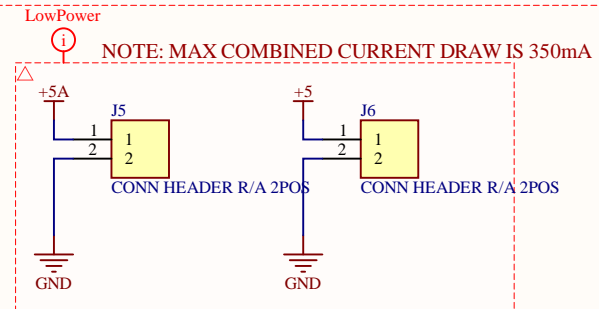 LowPower
i
NOTE: MAX COMBINED CURRENT DRAW IS 350mA
+5A
J5
1
1
2
2
CONN HEADER R/A 2POS
GND
+5
J6
1
1
2
2
CONN HEADER R/A 2POS
GND